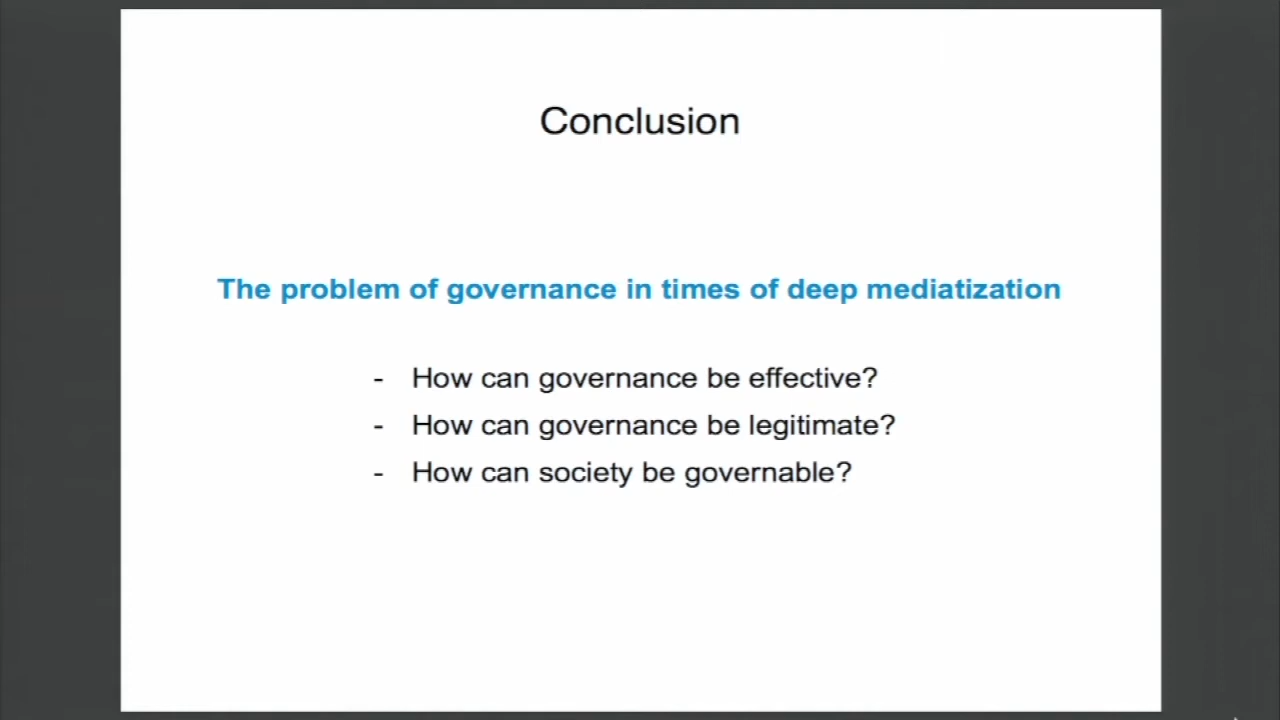 Conclusion
The problem of governance in times of deep mediatization
- How can governance be effective?
- How can governance be legitimate?
- How can society be governable?